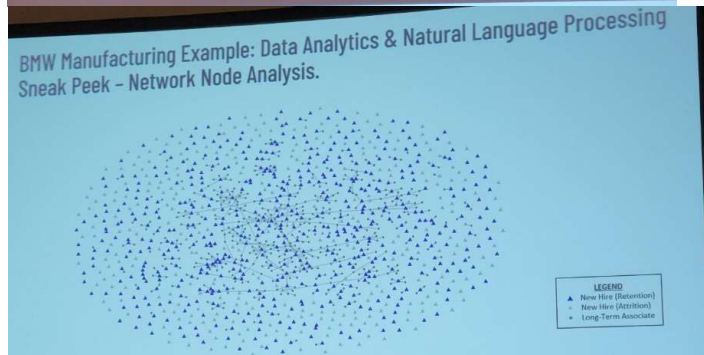 BMW Manufacturing Example: Data Analytics & Natural Language Processing
Sneak Peek – Network Node Analysis.
LEGEND
New Hire (Retention)
New Hire (Attrition)
Long-Term Associate